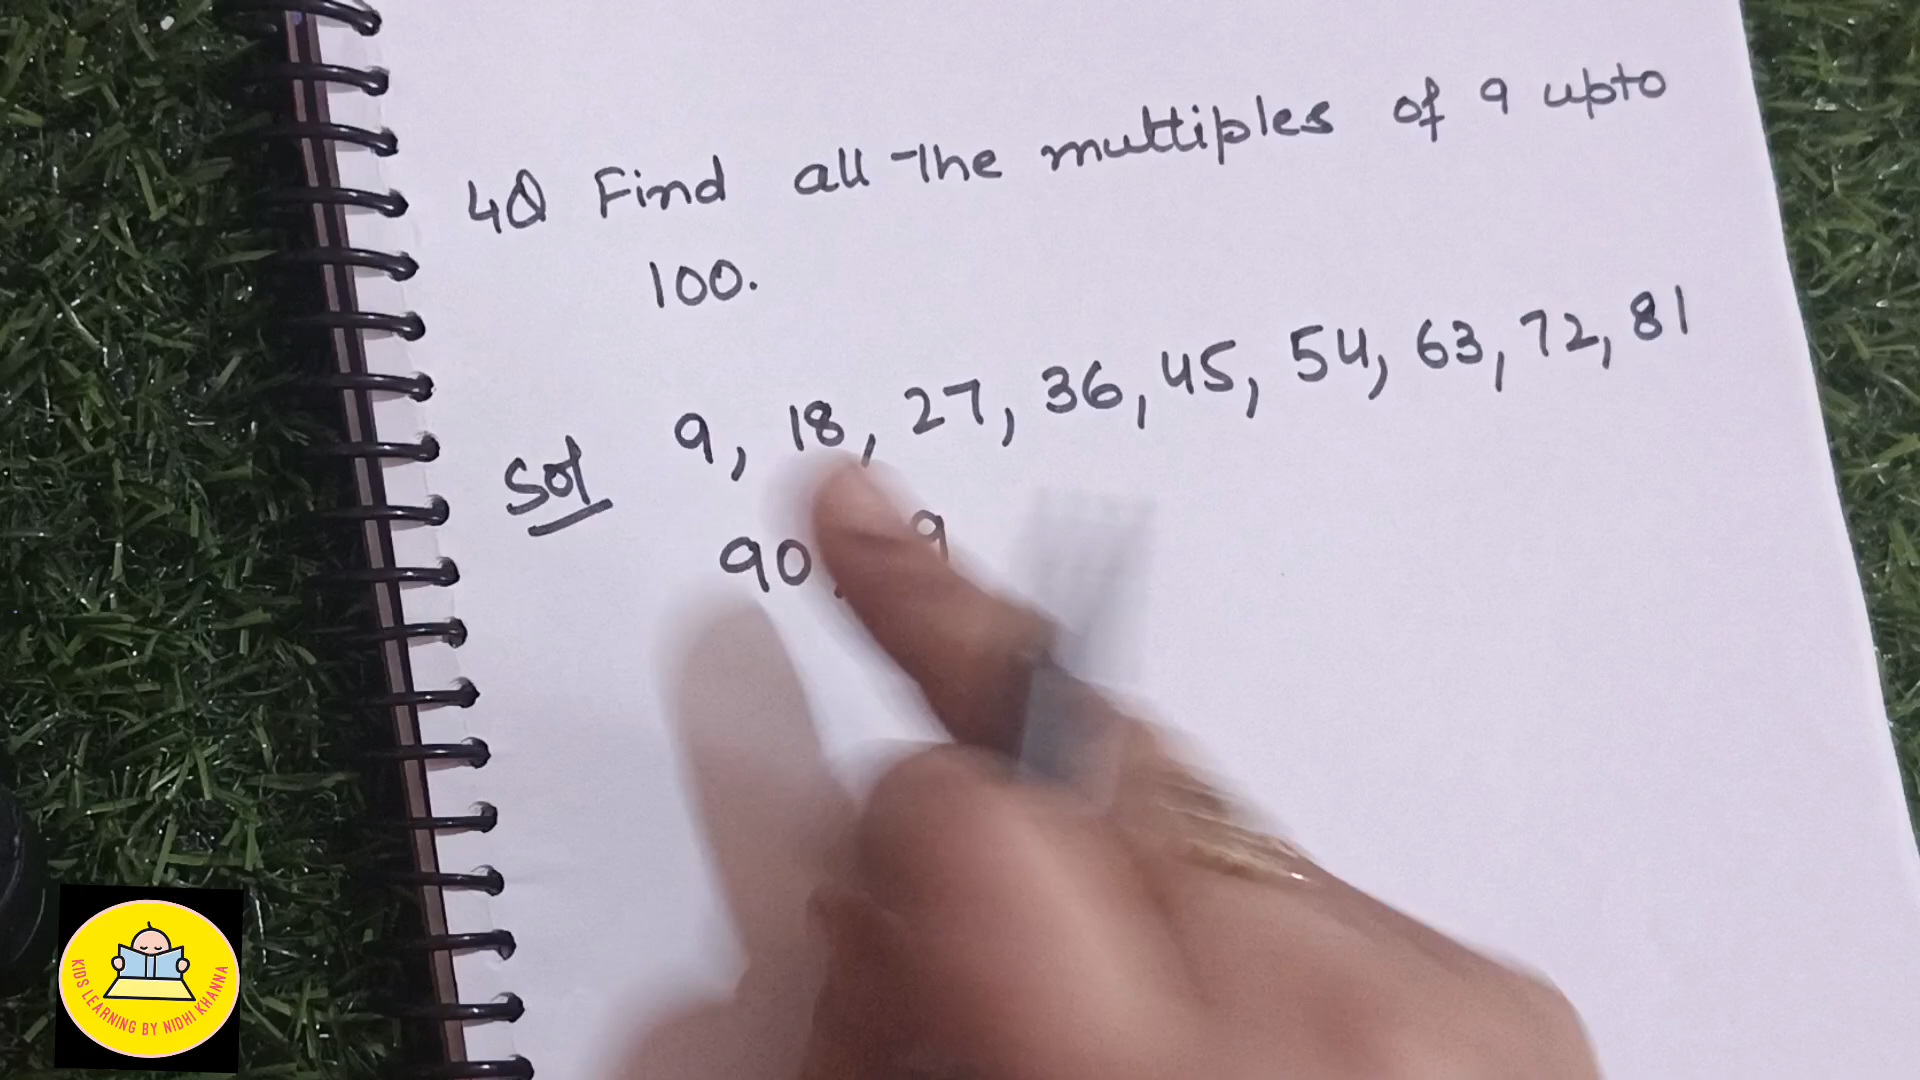 4Q Find all the multiples of 9 upto
100.
Sol 9, 18, 27, 36, 45, 54, 63, 72, 81
90, 9
KIDS LEARNING BY NIDHI KHANNA